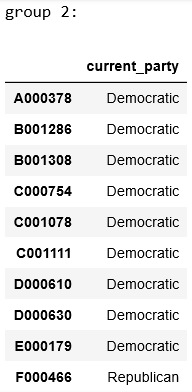 group 2:
current_party
A000378 Democratic
B001286 Democratic
B001308 Democratic
C000754 Democratic
C001078 Democratic
C001111 Democratic
D000610 Democratic
D000630 Democratic
E000179 Democratic
F000466 Republican